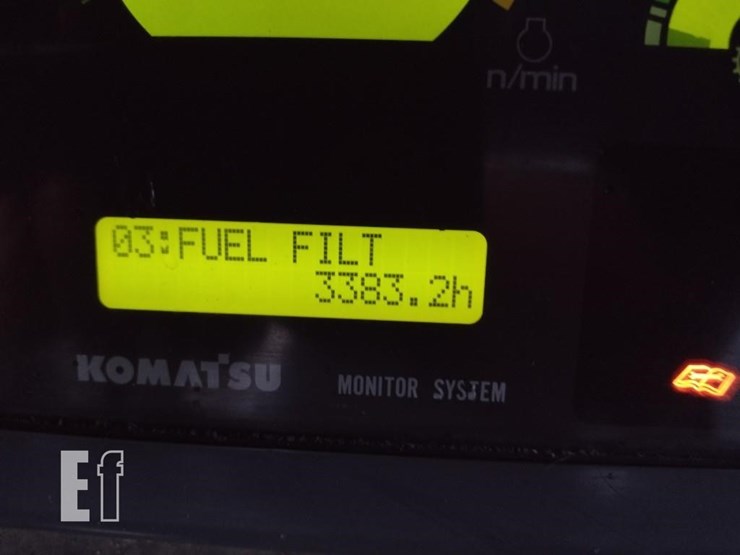 n/min
03:FUEL FILT
3383.2h
KOMATSU
MONITOR SYSTEM
Ef